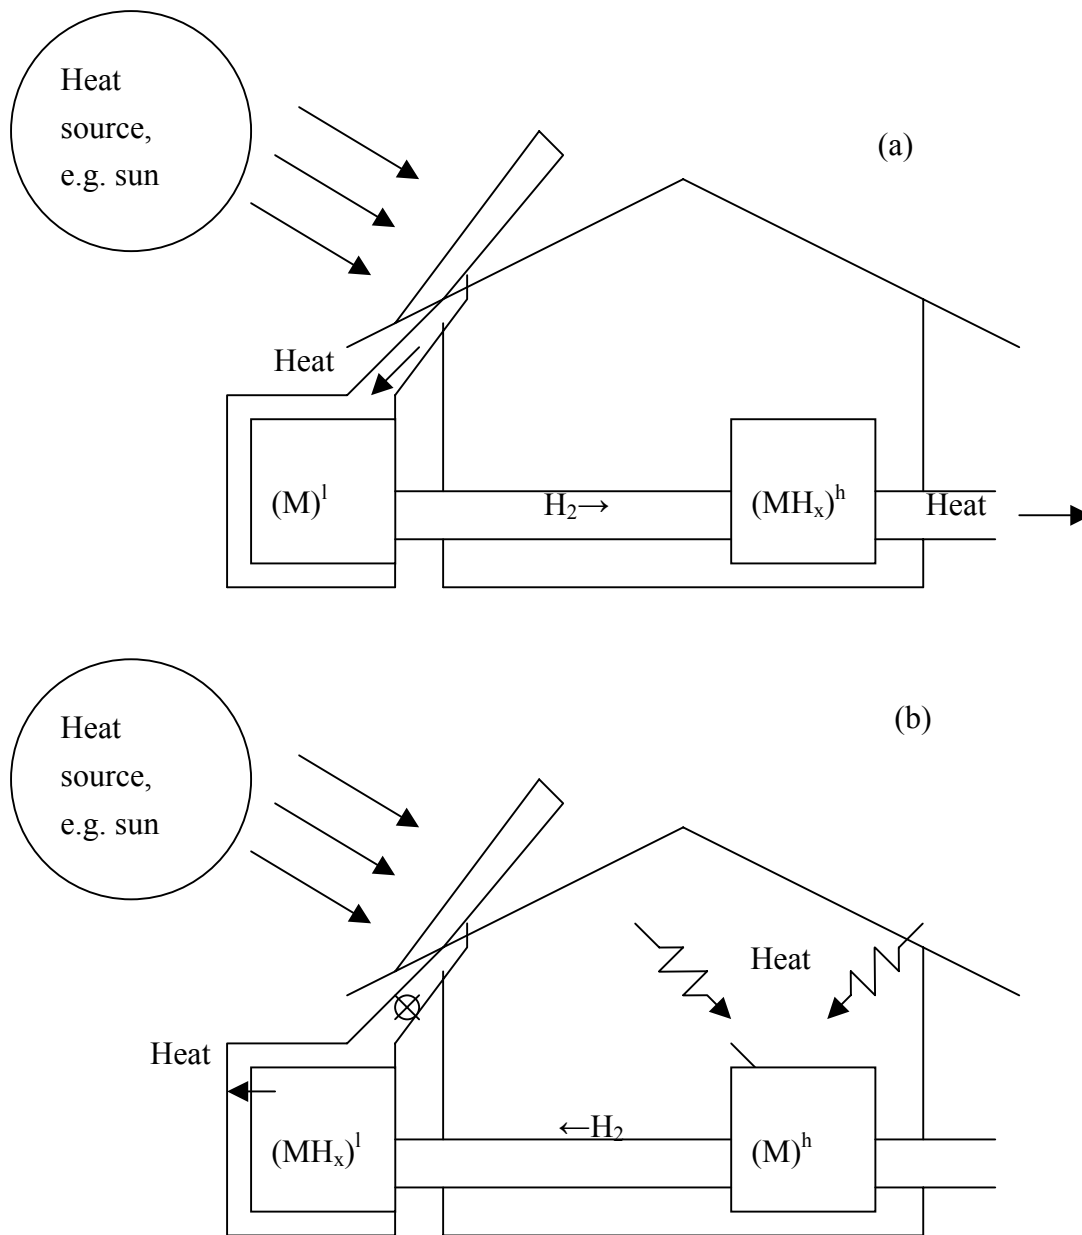 Heat
source,
e.g. sun
(a)
Heat
(M)ˡ
H₂→
(MHₓ)ʰ
Heat
Heat
source,
e.g. sun
(b)
Heat
Heat
(MHₓ)ˡ
←H₂
(M)ʰ